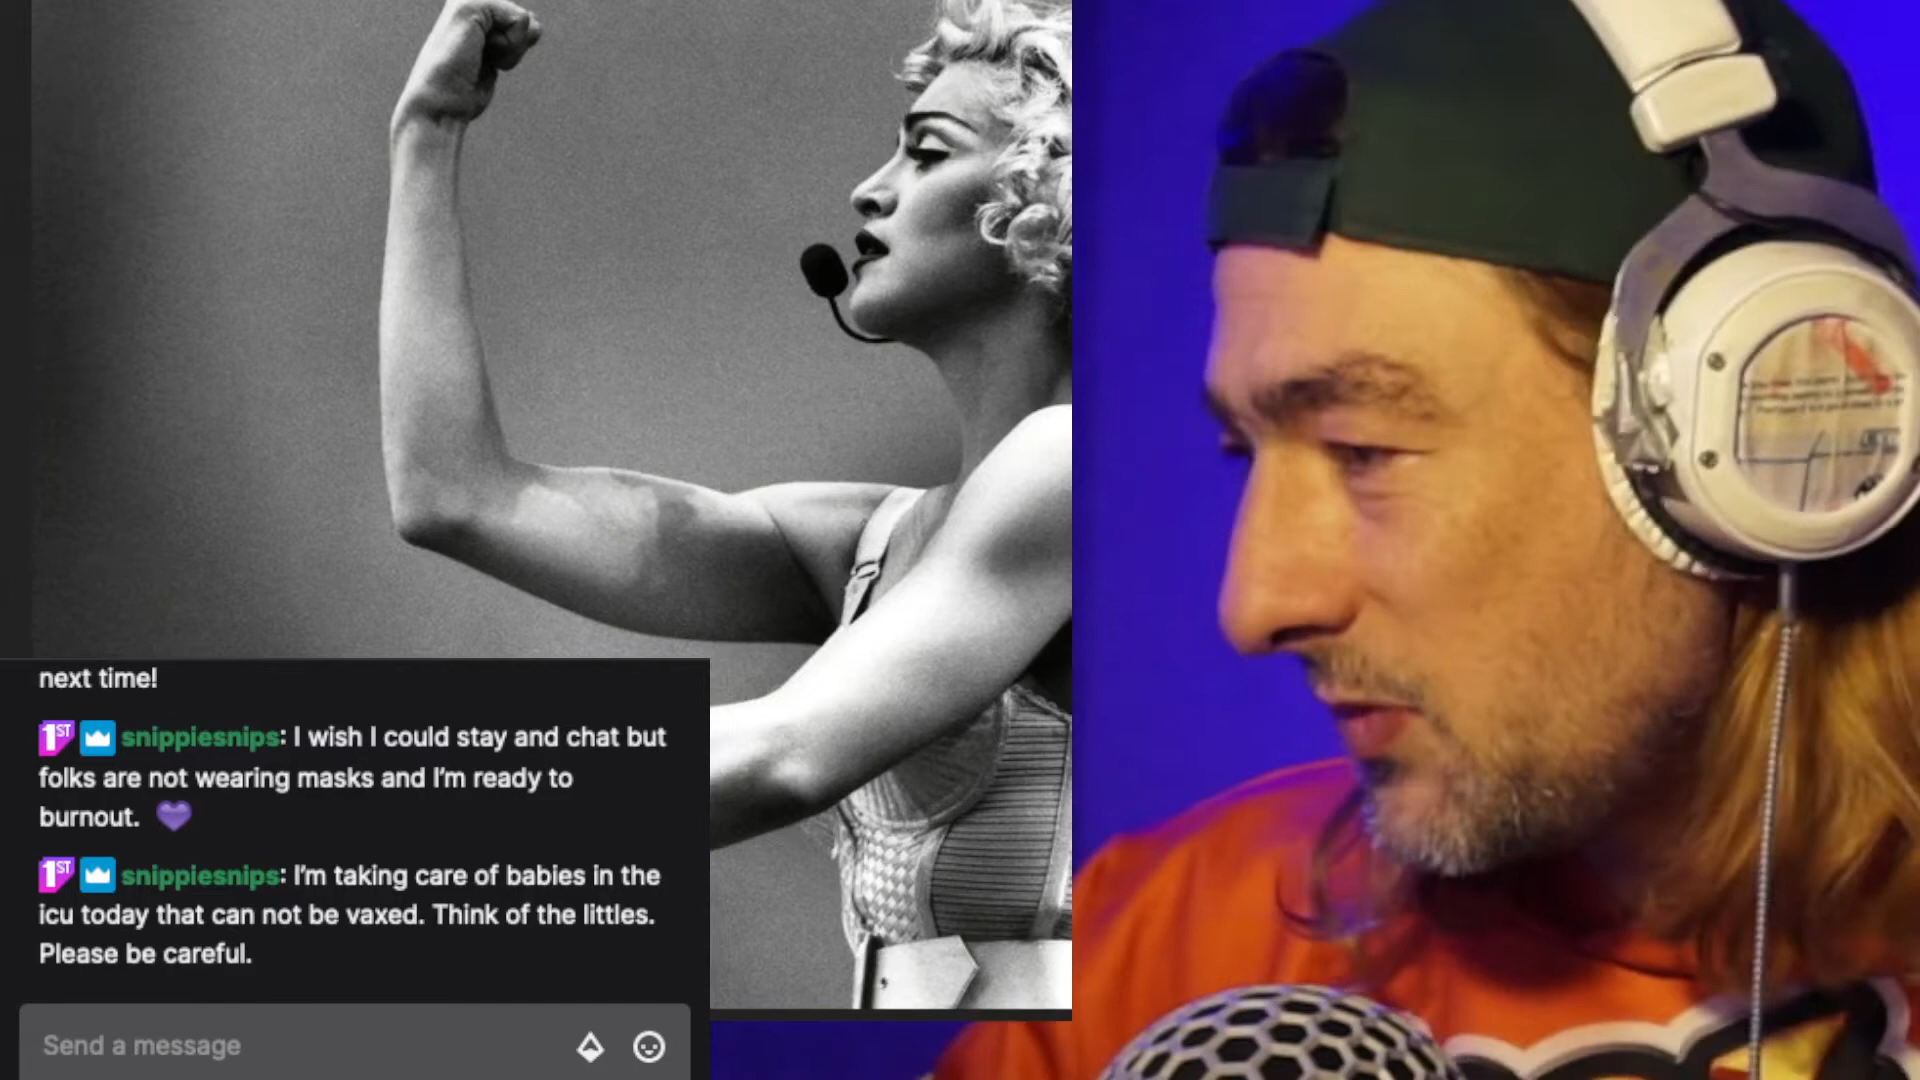 next time!
1ST snippiesnips: I wish I could stay and chat but
folks are not wearing masks and I'm ready to
burnout.
1ST snippiesnips: I'm taking care of babies in the
icu today that can not be vaxed. Think of the littles.
Please be careful.
Send a message